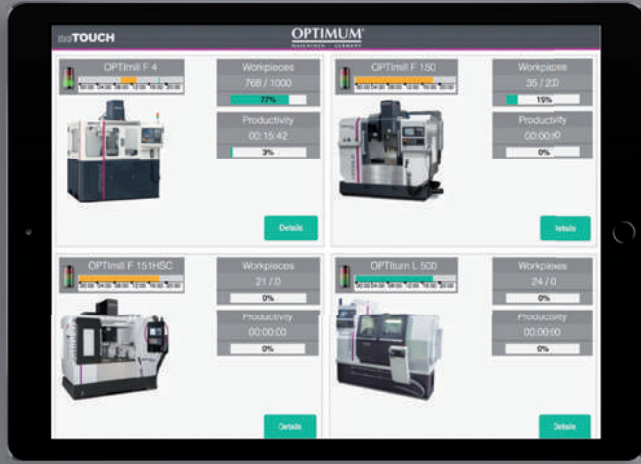 TOUCH
OPTIMUM
MASCHINEN - GERMANY
OPTImill F 4
Workpieces
768 / 1000
77%
Productivity
00:15:42
3%
Details
OPTImill F 150
Workpieces
15%
Productivity
0%
Details
OPTImill F 151HSC
Workpieces
21 / 0
0%
Productivity
00:00:00
0%
Details
OPTIturn L 500
Workpieces
24 / 0
0%
Productivity
00:00:00
0%
Details